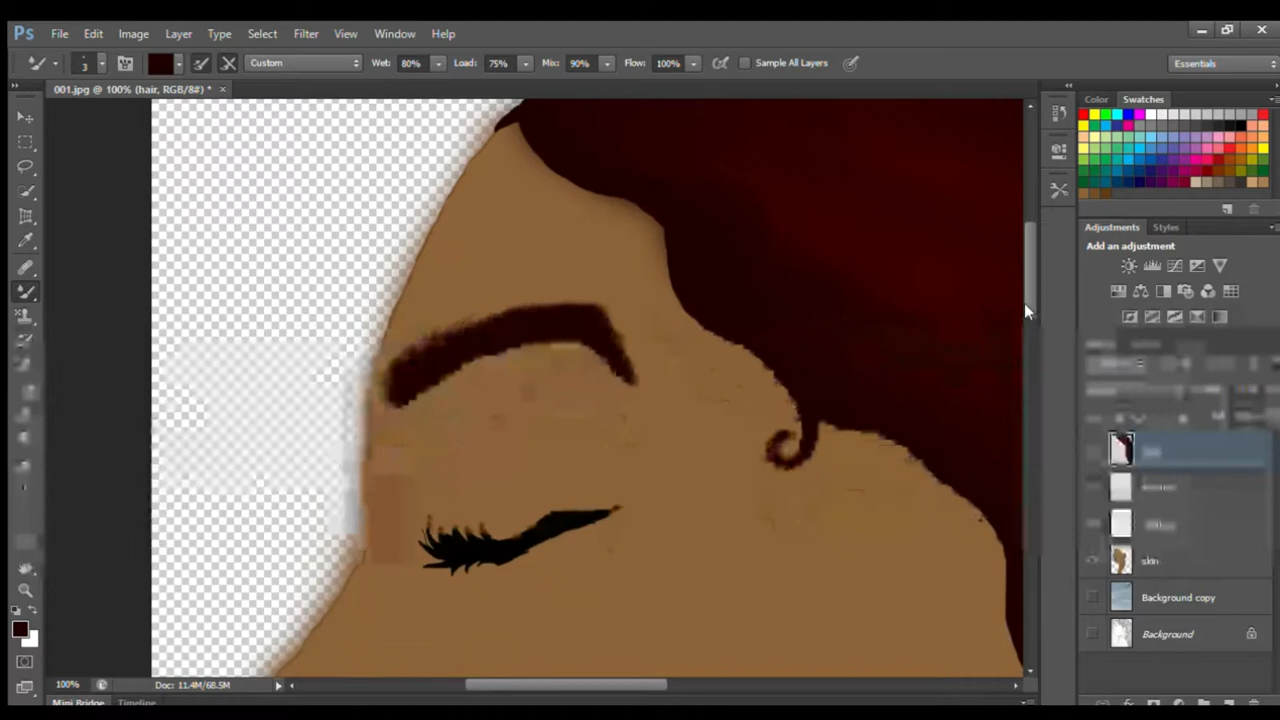 Ps File Edit Image Layer Type Select Filter View Window Help
3 Custom Wet: 80% Load: 75% Mix: 90% Flow: 100% Sample All Layers Essentials
001.jpg @ 100% (hair, RGB/8#) * ×
Color Swatches
Adjustments Styles
Add an adjustment
skin
Background copy
Background
100% Doc: 11.4M/68.5M
Mini Bridge Timeline